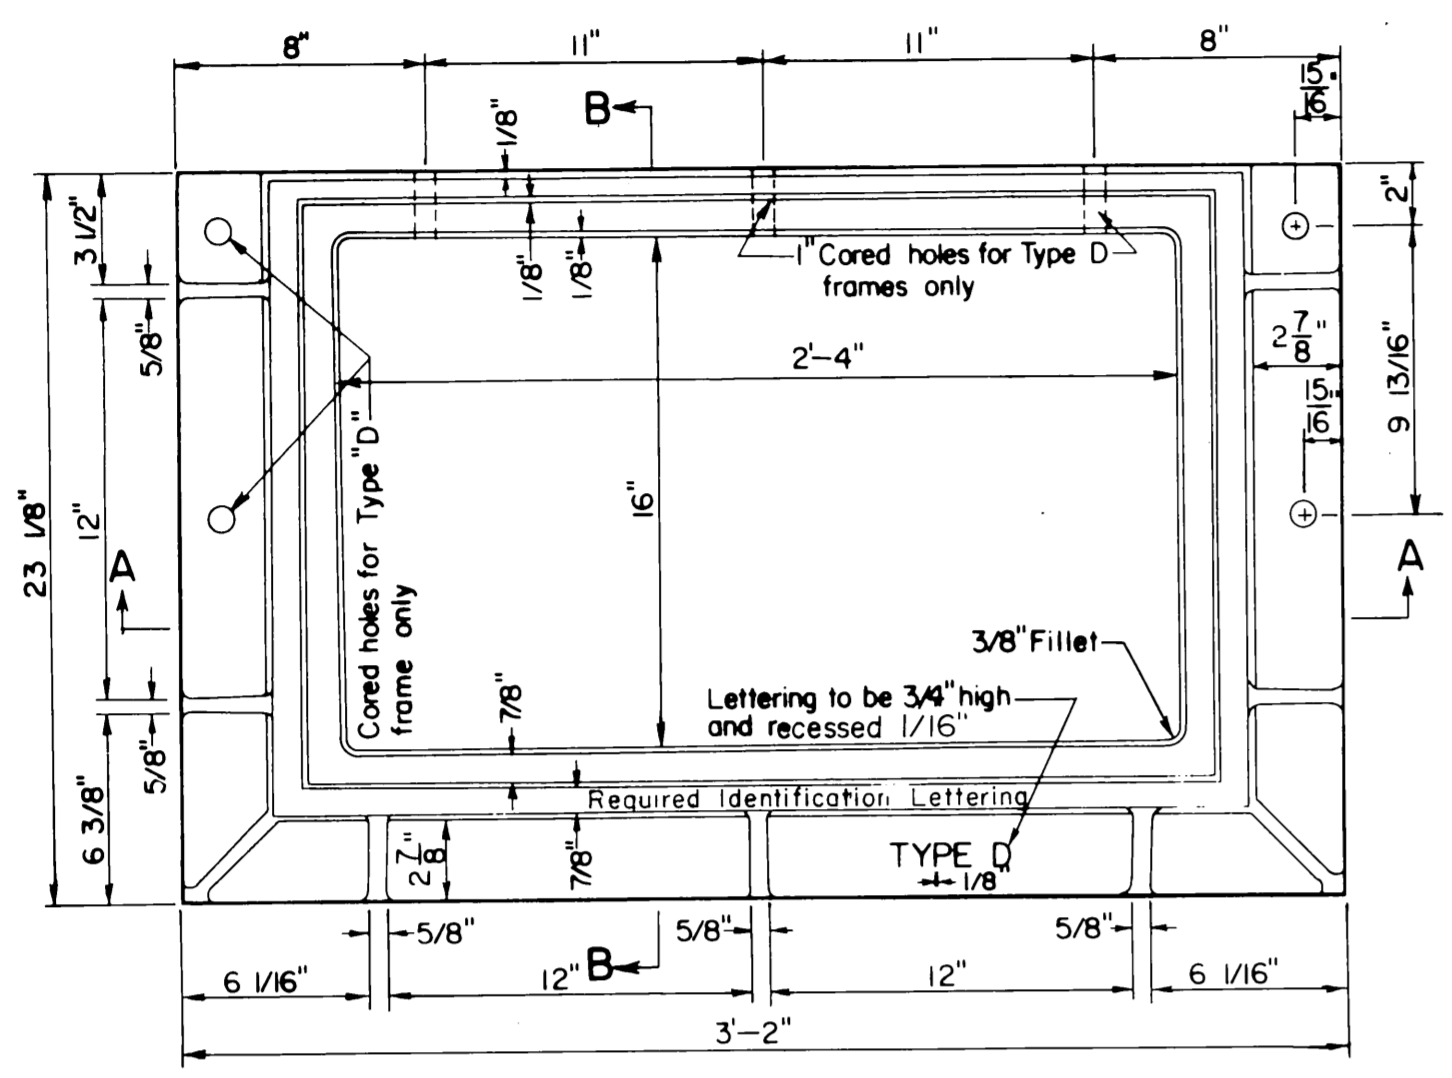 8" 11" 11" 8"
15/16"
B
1/8"
2"
3 1/2"
1" Cored holes for Type D
frames only
1/8" 1/8"
5/8"
2 7/8"
2'-4"
9 13/16"
15/16"
Cored holes for Type "D"
frame only
16"
23 1/8"
12"
A A
3/8" Fillet
Lettering to be 3/4" high
and recessed 1/16"
7/8"
5/8"
Required Identification Lettering
6 3/8"
2 7/8"
7/8"
TYPE D
1/8"
5/8" 5/8" 5/8"
6 1/16" 12" B 12" 6 1/16"
3'-2"